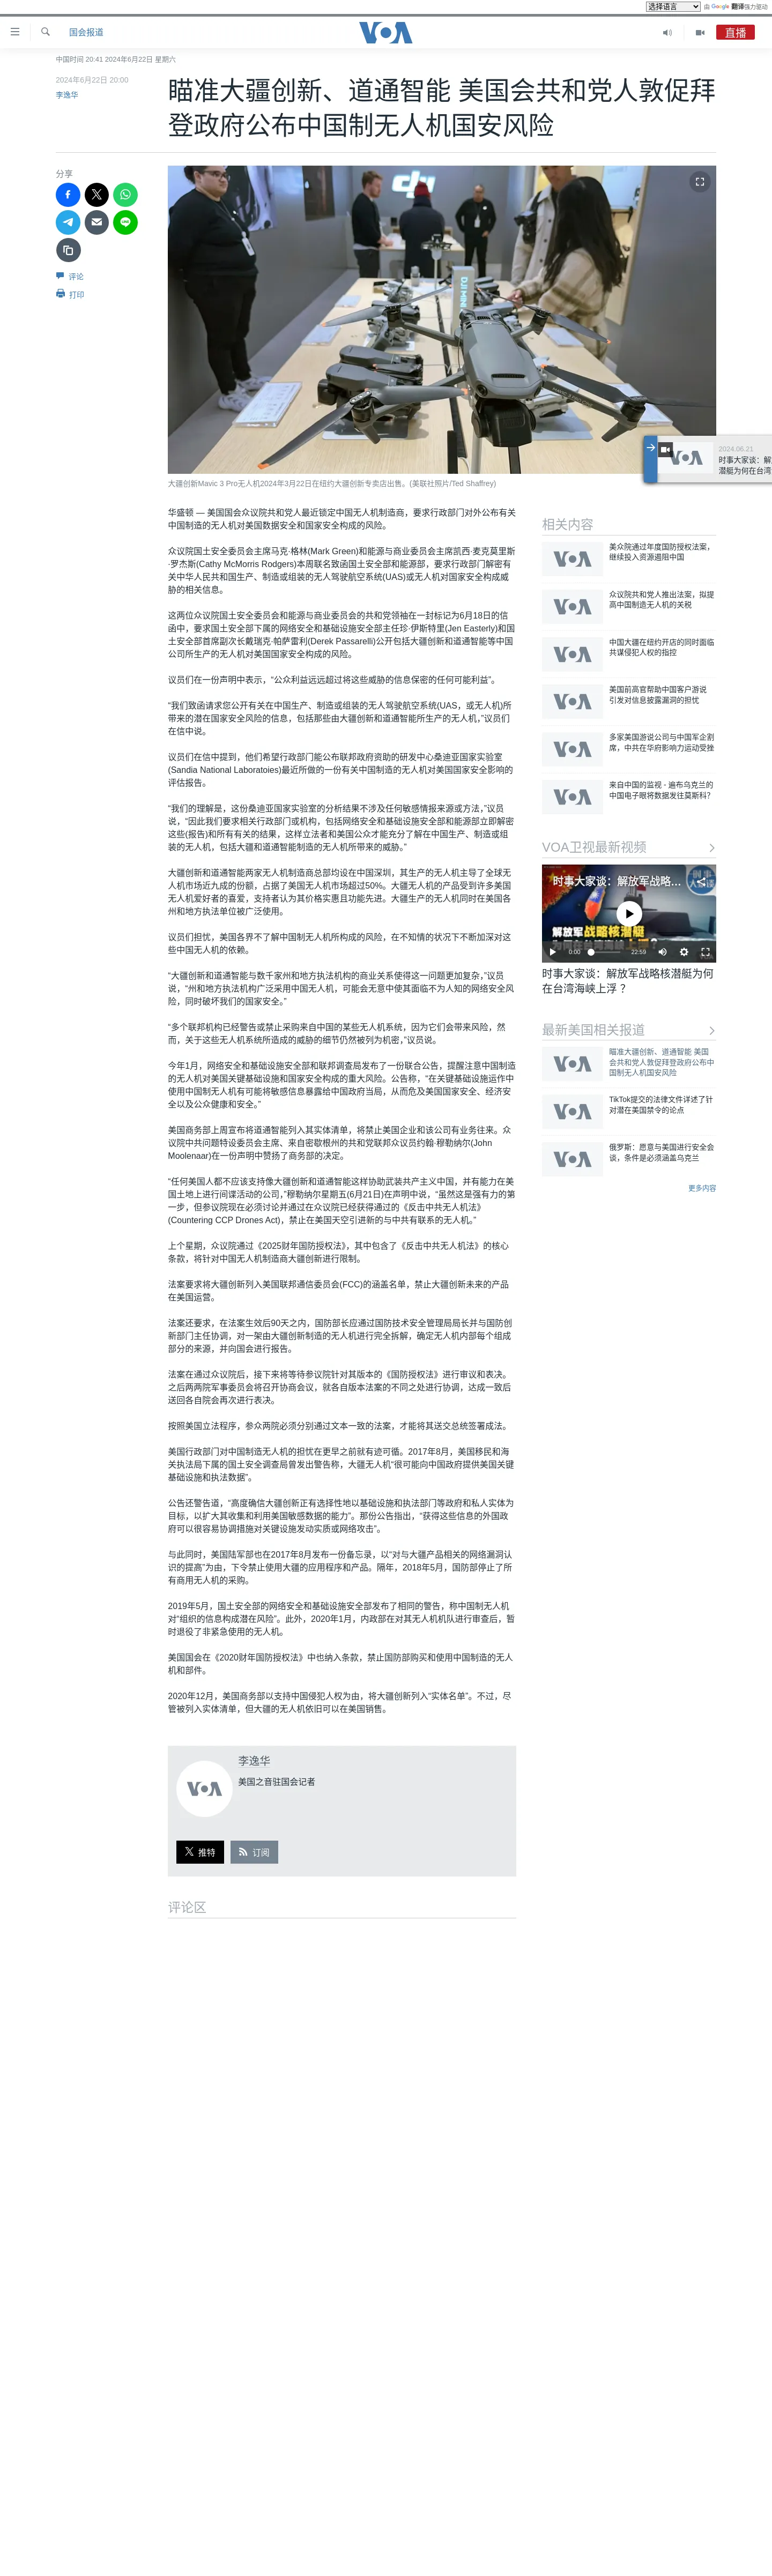 选择语言
由 Google 翻译强力驱动
国会报道
VOA
直播
中国时间 20:41 2024年6月22日 星期六
2024年6月22日 20:00
李逸华
瞄准大疆创新、道通智能 美国会共和党人敦促拜
登政府公布中国制无人机国安风险
分享
评论
打印
dji
DJI MINI
大疆创新Mavic 3 Pro无人机2024年3月22日在纽约大疆创新专卖店出售。(美联社照片/Ted Shaffrey)
2024.06.21
时事大家谈：解
潜艇为何在台湾
华盛顿 — 美国国会众议院共和党人最近锁定中国无人机制造商，要求行政部门对外公布有关
中国制造的无人机对美国数据安全和国家安全构成的风险。
众议院国土安全委员会主席马克·格林(Mark Green)和能源与商业委员会主席凯西·麦克莫里斯
·罗杰斯(Cathy McMorris Rodgers)本周联名致函国土安全部和能源部，要求行政部门解密有
关中华人民共和国生产、制造或组装的无人驾驶航空系统(UAS)或无人机对国家安全构成威
胁的相关信息。
这两位众议院国土安全委员会和能源与商业委员会的共和党领袖在一封标记为6月18日的信
函中，要求国土安全部下属的网络安全和基础设施安全部主任珍·伊斯特里(Jen Easterly)和国
土安全部首席副次长戴瑞克·帕萨雷利(Derek Passarelli)公开包括大疆创新和道通智能等中国
公司所生产的无人机对美国国家安全构成的风险。
议员们在一份声明中表示，“公众利益远远超过将这些威胁的信息保密的任何可能利益”。
“我们致函请求您公开有关在中国生产、制造或组装的无人驾驶航空系统(UAS，或无人机)所
带来的潜在国家安全风险的信息，包括那些由大疆创新和道通智能所生产的无人机，”议员们
在信中说。
议员们在信中提到，他们希望行政部门能公布联邦政府资助的研发中心桑迪亚国家实验室
(Sandia National Laboratoies)最近所做的一份有关中国制造的无人机对美国国家安全影响的
评估报告。
“我们的理解是，这份桑迪亚国家实验室的分析结果不涉及任何敏感情报来源或方法，”议员
说，“因此我们要求相关行政部门或机构，包括网络安全和基础设施安全部和能源部立即解密
这些(报告)和所有有关的结果，这样立法者和美国公众才能充分了解在中国生产、制造或组
装的无人机，包括大疆和道通智能制造的无人机所带来的威胁。”
大疆创新和道通智能两家无人机制造商总部均设在中国深圳，其生产的无人机主导了全球无
人机市场近九成的份额，占据了美国无人机市场超过50%。大疆无人机的产品受到许多美国
无人机爱好者的喜爱，支持者认为其价格实惠且功能先进。大疆生产的无人机同时在美国各
州和地方执法单位被广泛使用。
议员们担忧，美国各界不了解中国制无人机所构成的风险，在不知情的状况下不断加深对这
些中国无人机的依赖。
“大疆创新和道通智能与数千家州和地方执法机构的商业关系使得这一问题更加复杂，”议员
说，“州和地方执法机构广泛采用中国大无人机，可能会无意中使其面临不为人知的网络安全风
险，同时破坏我们的国家安全。”
“多个联邦机构已经警告或禁止采购来自中国的某些无人机系统，因为它们会带来风险，然
而，关于这些无人机系统所造成的威胁的细节仍然被列为机密，”议员说。
今年1月，网络安全和基础设施安全部和联邦调查局发布了一份联合公告，提醒注意中国制造
的无人机对美国关键基础设施和国家安全构成的重大风险。公告称，“在关键基础设施运作中
使用中国制无人机有可能将敏感信息暴露给中国政府当局，从而危及美国国家安全、经济安
全以及公众健康和安全。”
美国商务部上周宣布将道通智能列入其实体清单，将禁止美国企业和该公司有业务往来。众
议院中共问题特设委员会主席、来自密歇根州的共和党联邦众议员约翰·穆勒纳尔(John
Moolenaar)在一份声明中赞扬了商务部的决定。
“任何美国人都不应该支持像大疆创新和道通智能这样协助武装共产主义中国，并有能力在美
国土地上进行间谍活动的公司，”穆勒纳尔星期五(6月21日)在声明中说，“虽然这是强有力的第
一步，但参议院现在必须讨论并通过在众议院已经获得通过的《反击中共无人机法》
(Countering CCP Drones Act)，禁止在美国天空引进新的与中共有联系的无人机。”
上个星期，众议院通过《2025财年国防授权法》，其中包含了《反击中共无人机法》的核心
条款，将针对中国无人机制造商大疆创新进行限制。
法案要求将大疆创新列入美国联邦通信委员会(FCC)的涵盖名单，禁止大疆创新未来的产品
在美国运营。
法案还要求，在法案生效后90天之内，国防部长应通过国防技术安全管理局局长并与国防创
新部门主任协调，对一架由大疆创新制造的无人机进行完全拆解，确定无人机内部每个组成
部分的来源，并向国会进行报告。
法案在通过众议院后，接下来将等待参议院针对其版本的《国防授权法》进行审议和表决。
之后两两院军事委员会将召开协商会议，就各自版本法案的不同之处进行协调，达成一致后
送回各自院会再次进行表决。
按照美国立法程序，参众两院必须分别通过文本一致的法案，才能将其送交总统签署成法。
美国行政部门对中国制造无人机的担忧在更早之前就有迹可循。2017年8月，美国移民和海
关执法局下属的国土安全调查局曾发出警告称，大疆无人机“很可能向中国政府提供美国关键
基础设施和执法数据”。
公告还警告道，“高度确信大疆创新正有选择性地以基础设施和执法部门等政府和私人实体为
目标，以扩大其收集和利用美国敏感数据的能力”。那份公告指出，“获得这些信息的外国政
府可以很容易协调措施对关键设施发动实质或网络攻击”。
与此同时，美国陆军部也在2017年8月发布一份备忘录，以“对与大疆产品相关的网络漏洞认
识的提高”为由，下令禁止使用大疆的应用程序和产品。隔年，2018年5月，国防部停止了所
有商用无人机的采购。
2019年5月，国土安全部的网络安全和基础设施安全部发布了相同的警告，称中国制无人机
对“组织的信息构成潜在风险”。此外，2020年1月，内政部在对其无人机机队进行审查后，暂
时退役了非紧急使用的无人机。
美国国会在《2020财年国防授权法》中也纳入条款，禁止国防部购买和使用中国制造的无人
机和部件。
2020年12月，美国商务部以支持中国侵犯人权为由，将大疆创新列入“实体名单”。不过，尽
管被列入实体清单，但大疆的无人机依旧可以在美国销售。
VOA
李逸华
美国之音驻国会记者
推特
订阅
评论区
相关内容
美众院通过年度国防授权法案，
继续投入资源遏阻中国
众议院共和党人推出法案，拟提
高中国制造无人机的关税
中国大疆在纽约开店的同时面临
共谋侵犯人权的指控
美国前高官帮助中国客户游说
引发对信息披露漏洞的担忧
多家美国游说公司与中国军企割
席，中共在华府影响力运动受挫
来自中国的监视 - 遍布乌克兰的
中国电子眼将数据发往莫斯科?
VOA卫视最新视频
时事大家谈：解放军战略…
解放军战略核潜艇
0:00
22:59
时事大家谈：解放军战略核潜艇为何
在台湾海峡上浮 ？
最新美国相关报道
瞄准大疆创新、道通智能 美国
会共和党人敦促拜登政府公布中
国制无人机国安风险
TikTok提交的法律文件详述了针
对潜在美国禁令的论点
俄罗斯：愿意与美国进行安全会
谈，条件是必须涵盖乌克兰
更多内容